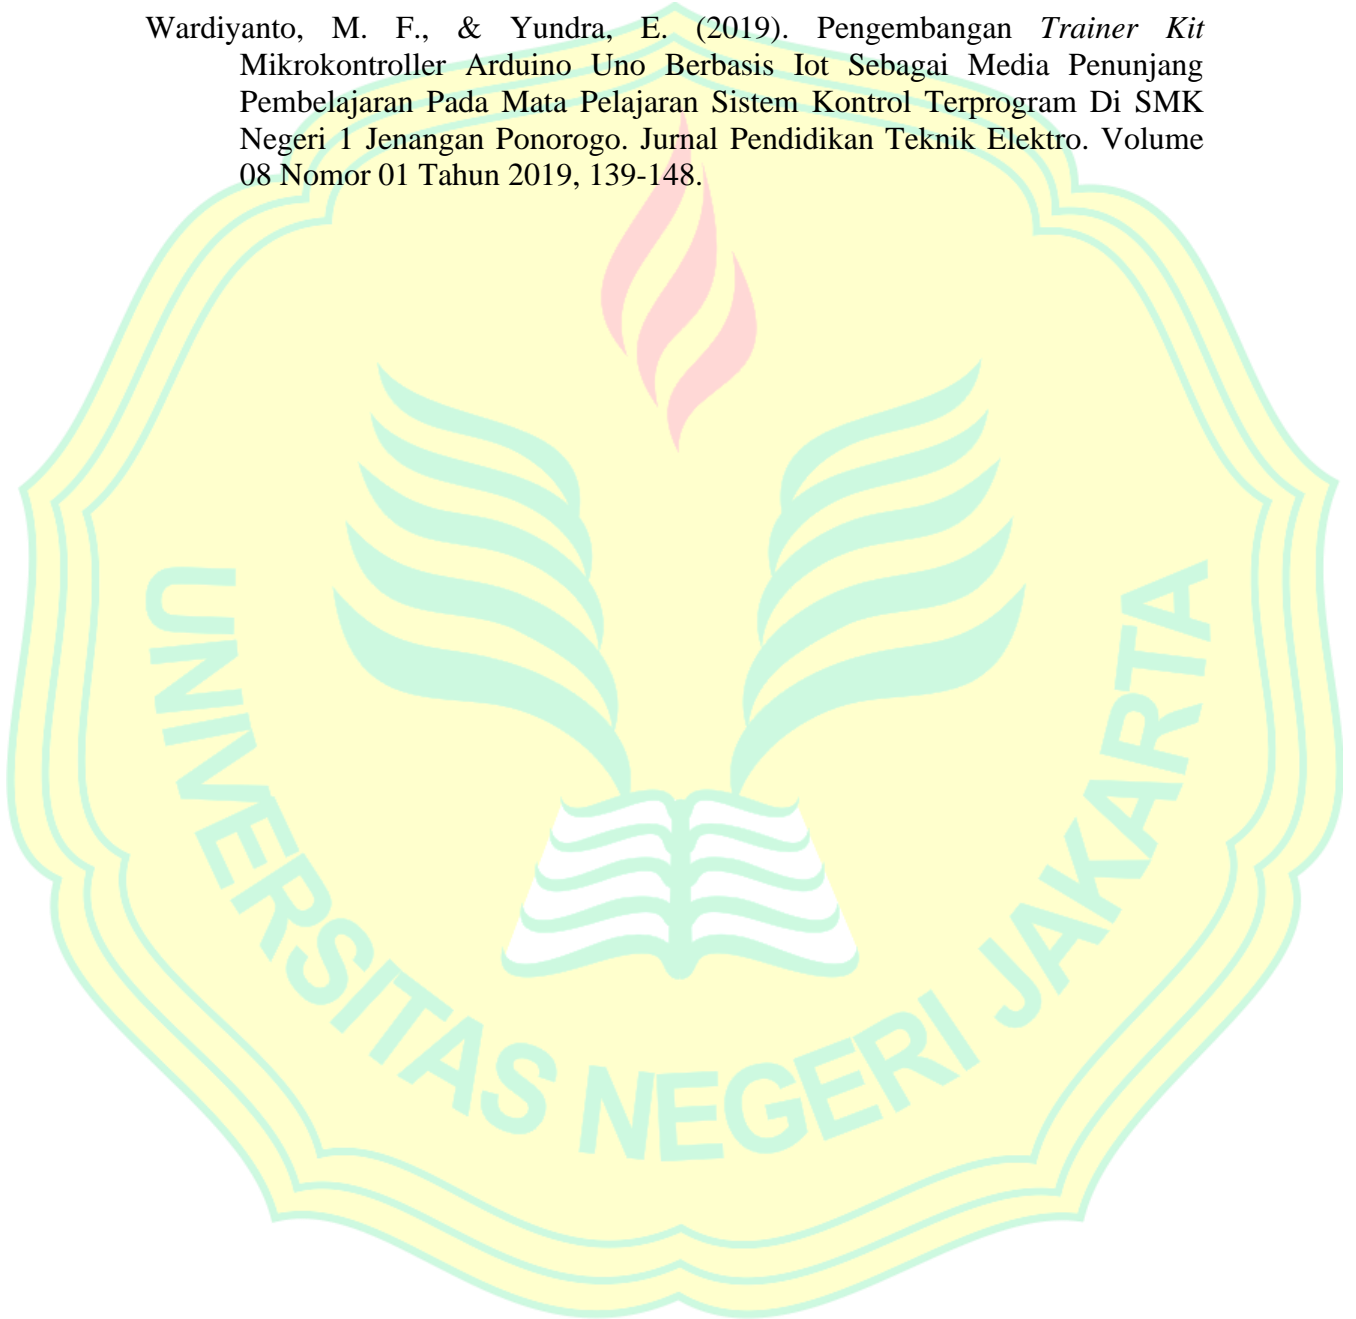 Wardiyanto, M. F., & Yundra, E. (2019). Pengembangan Trainer Kit
Mikrokontroller Arduino Uno Berbasis Iot Sebagai Media Penunjang
Pembelajaran Pada Mata Pelajaran Sistem Kontrol Terprogram Di SMK
Negeri 1 Jenangan Ponorogo. Jurnal Pendidikan Teknik Elektro. Volume
08 Nomor 01 Tahun 2019, 139-148.
UNIVERSITAS NEGERI JAKARTA